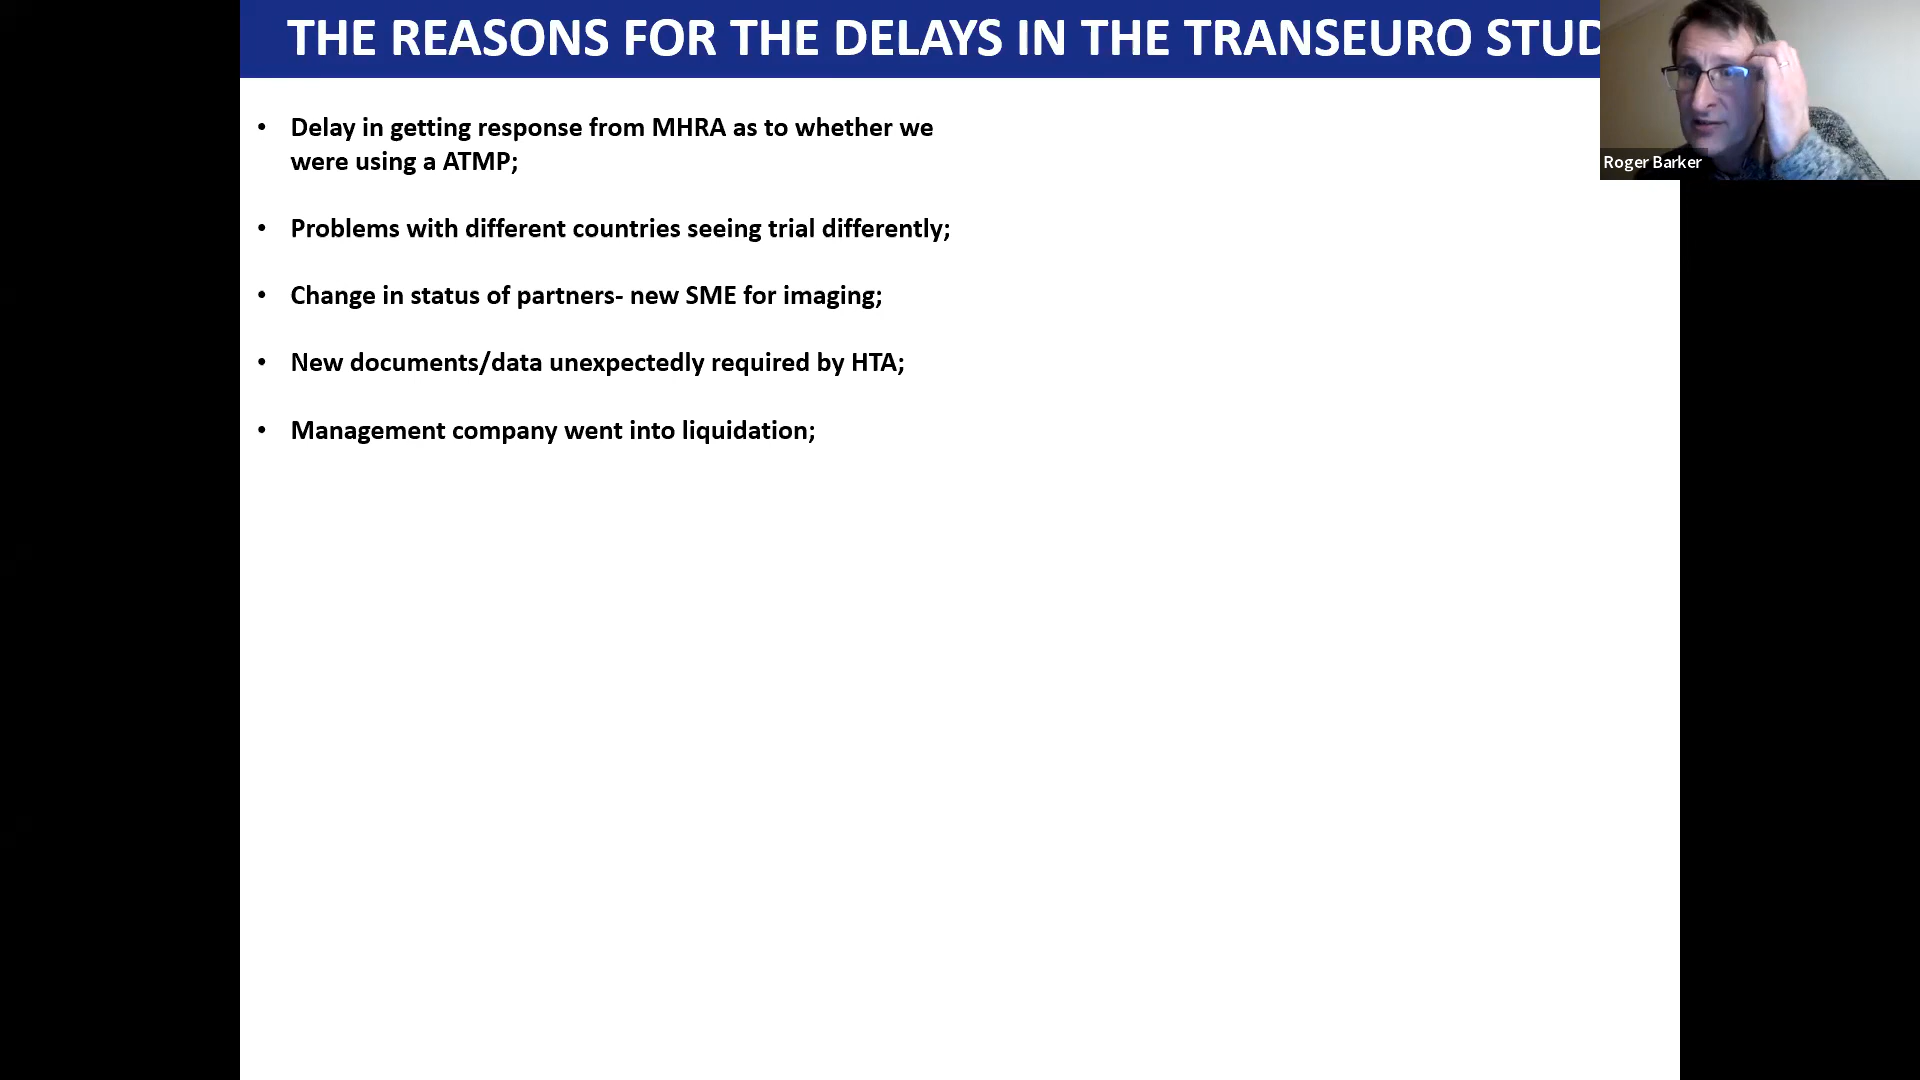 THE REASONS FOR THE DELAYS IN THE TRANSEURO STUD
Roger Barker
• Delay in getting response from MHRA as to whether we
were using a ATMP;
• Problems with different countries seeing trial differently;
• Change in status of partners- new SME for imaging;
• New documents/data unexpectedly required by HTA;
• Management company went into liquidation;